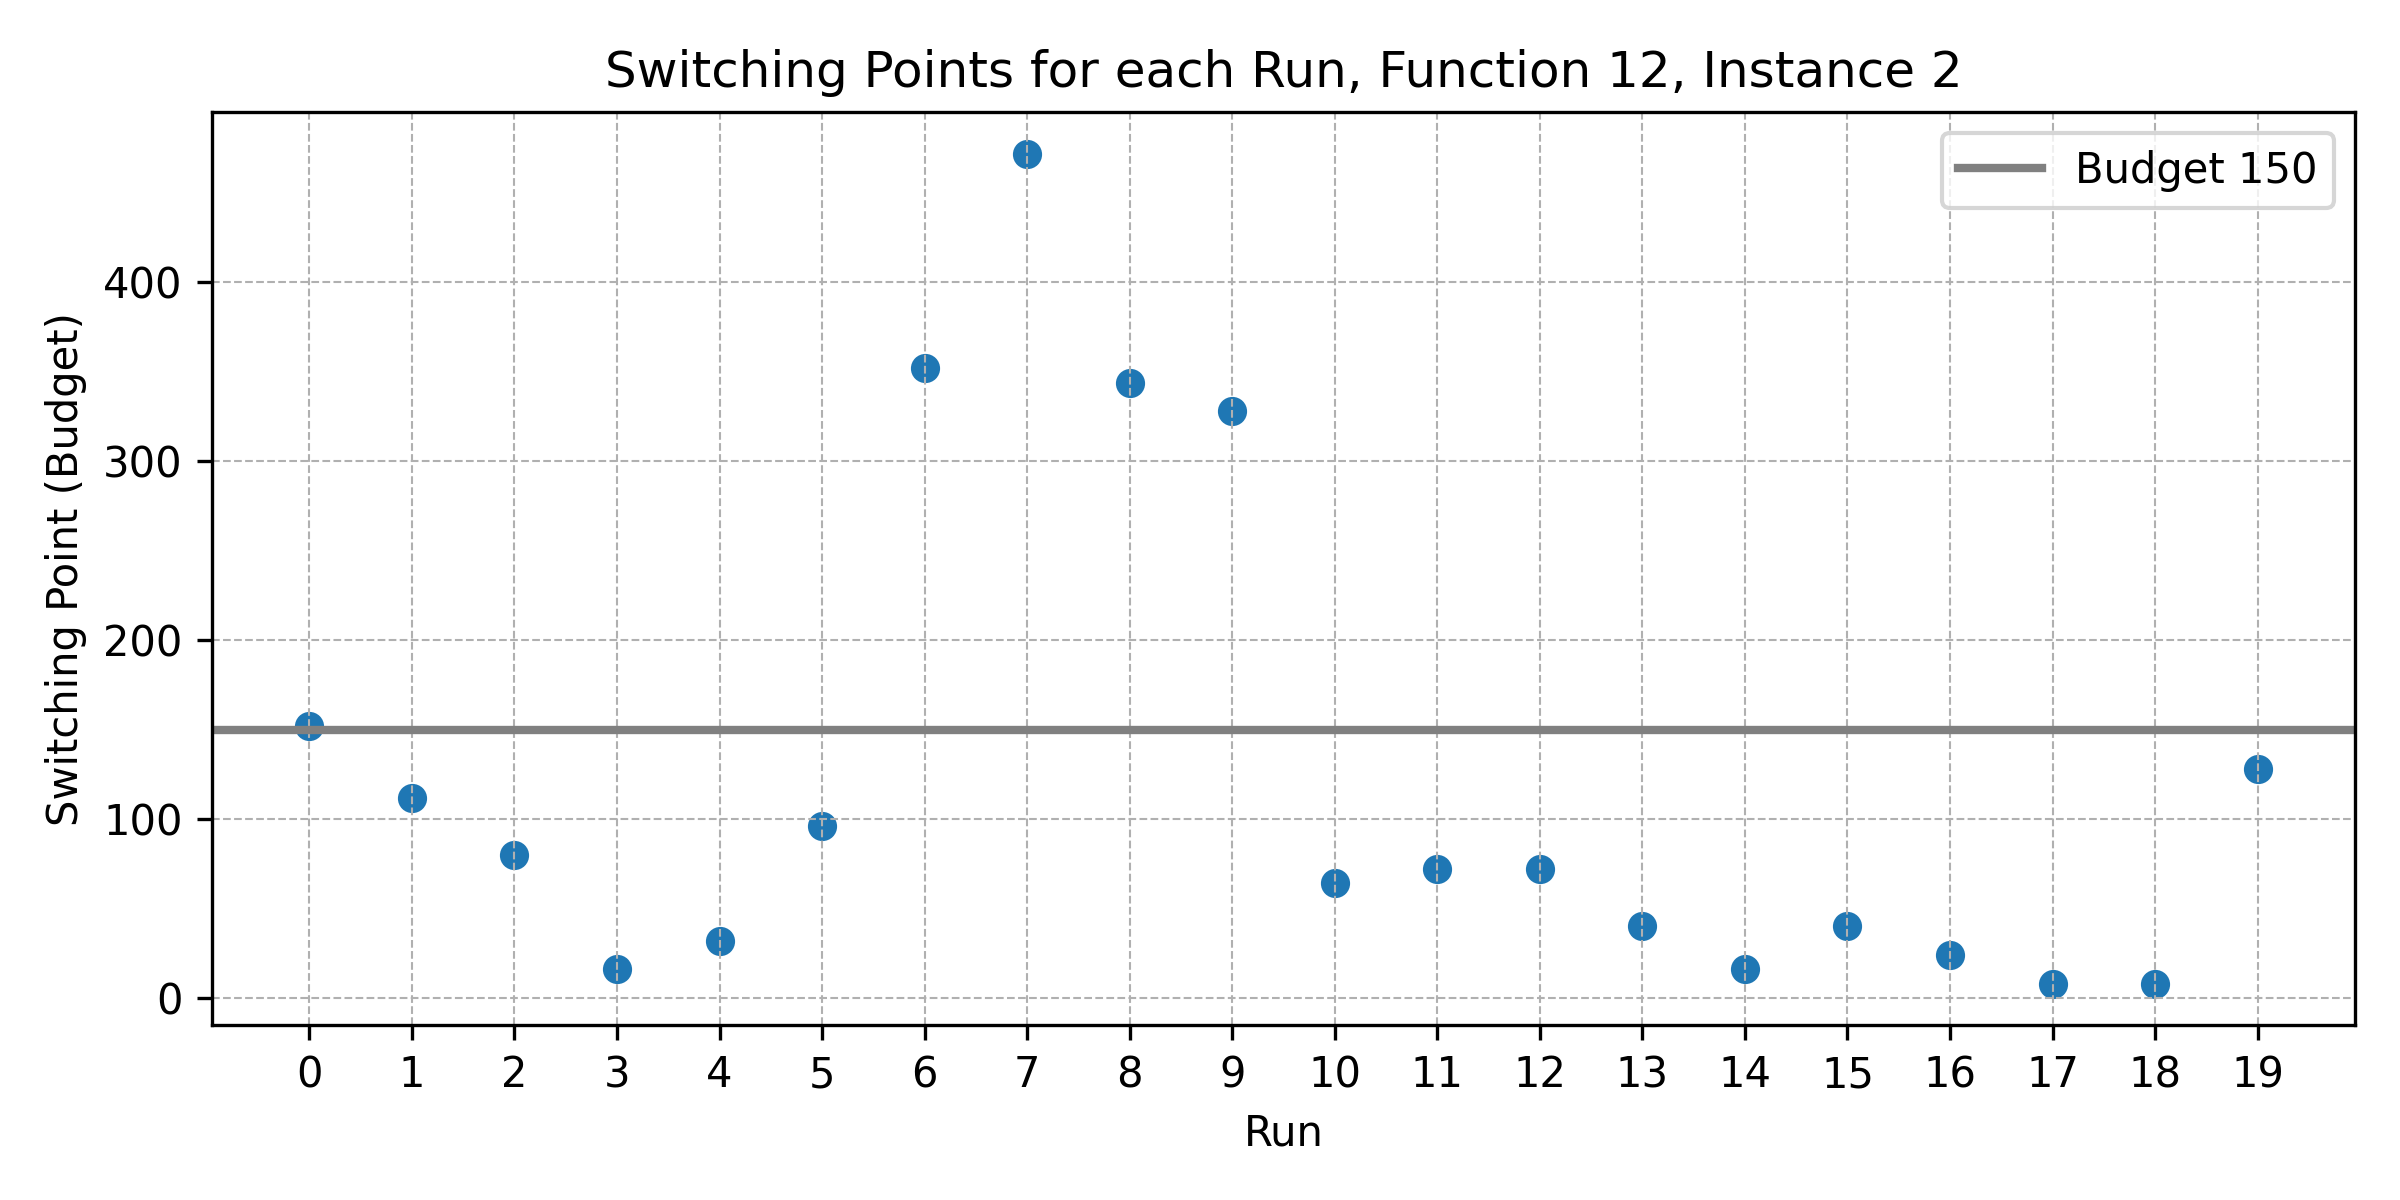 Switching Points for each Run, Function 12, Instance 2
Budget 150
Switching Point (Budget)
400
300
200
100
0
0 1 2 3 4 5 6 7 8 9 10 11 12 13 14 15 16 17 18 19
Run